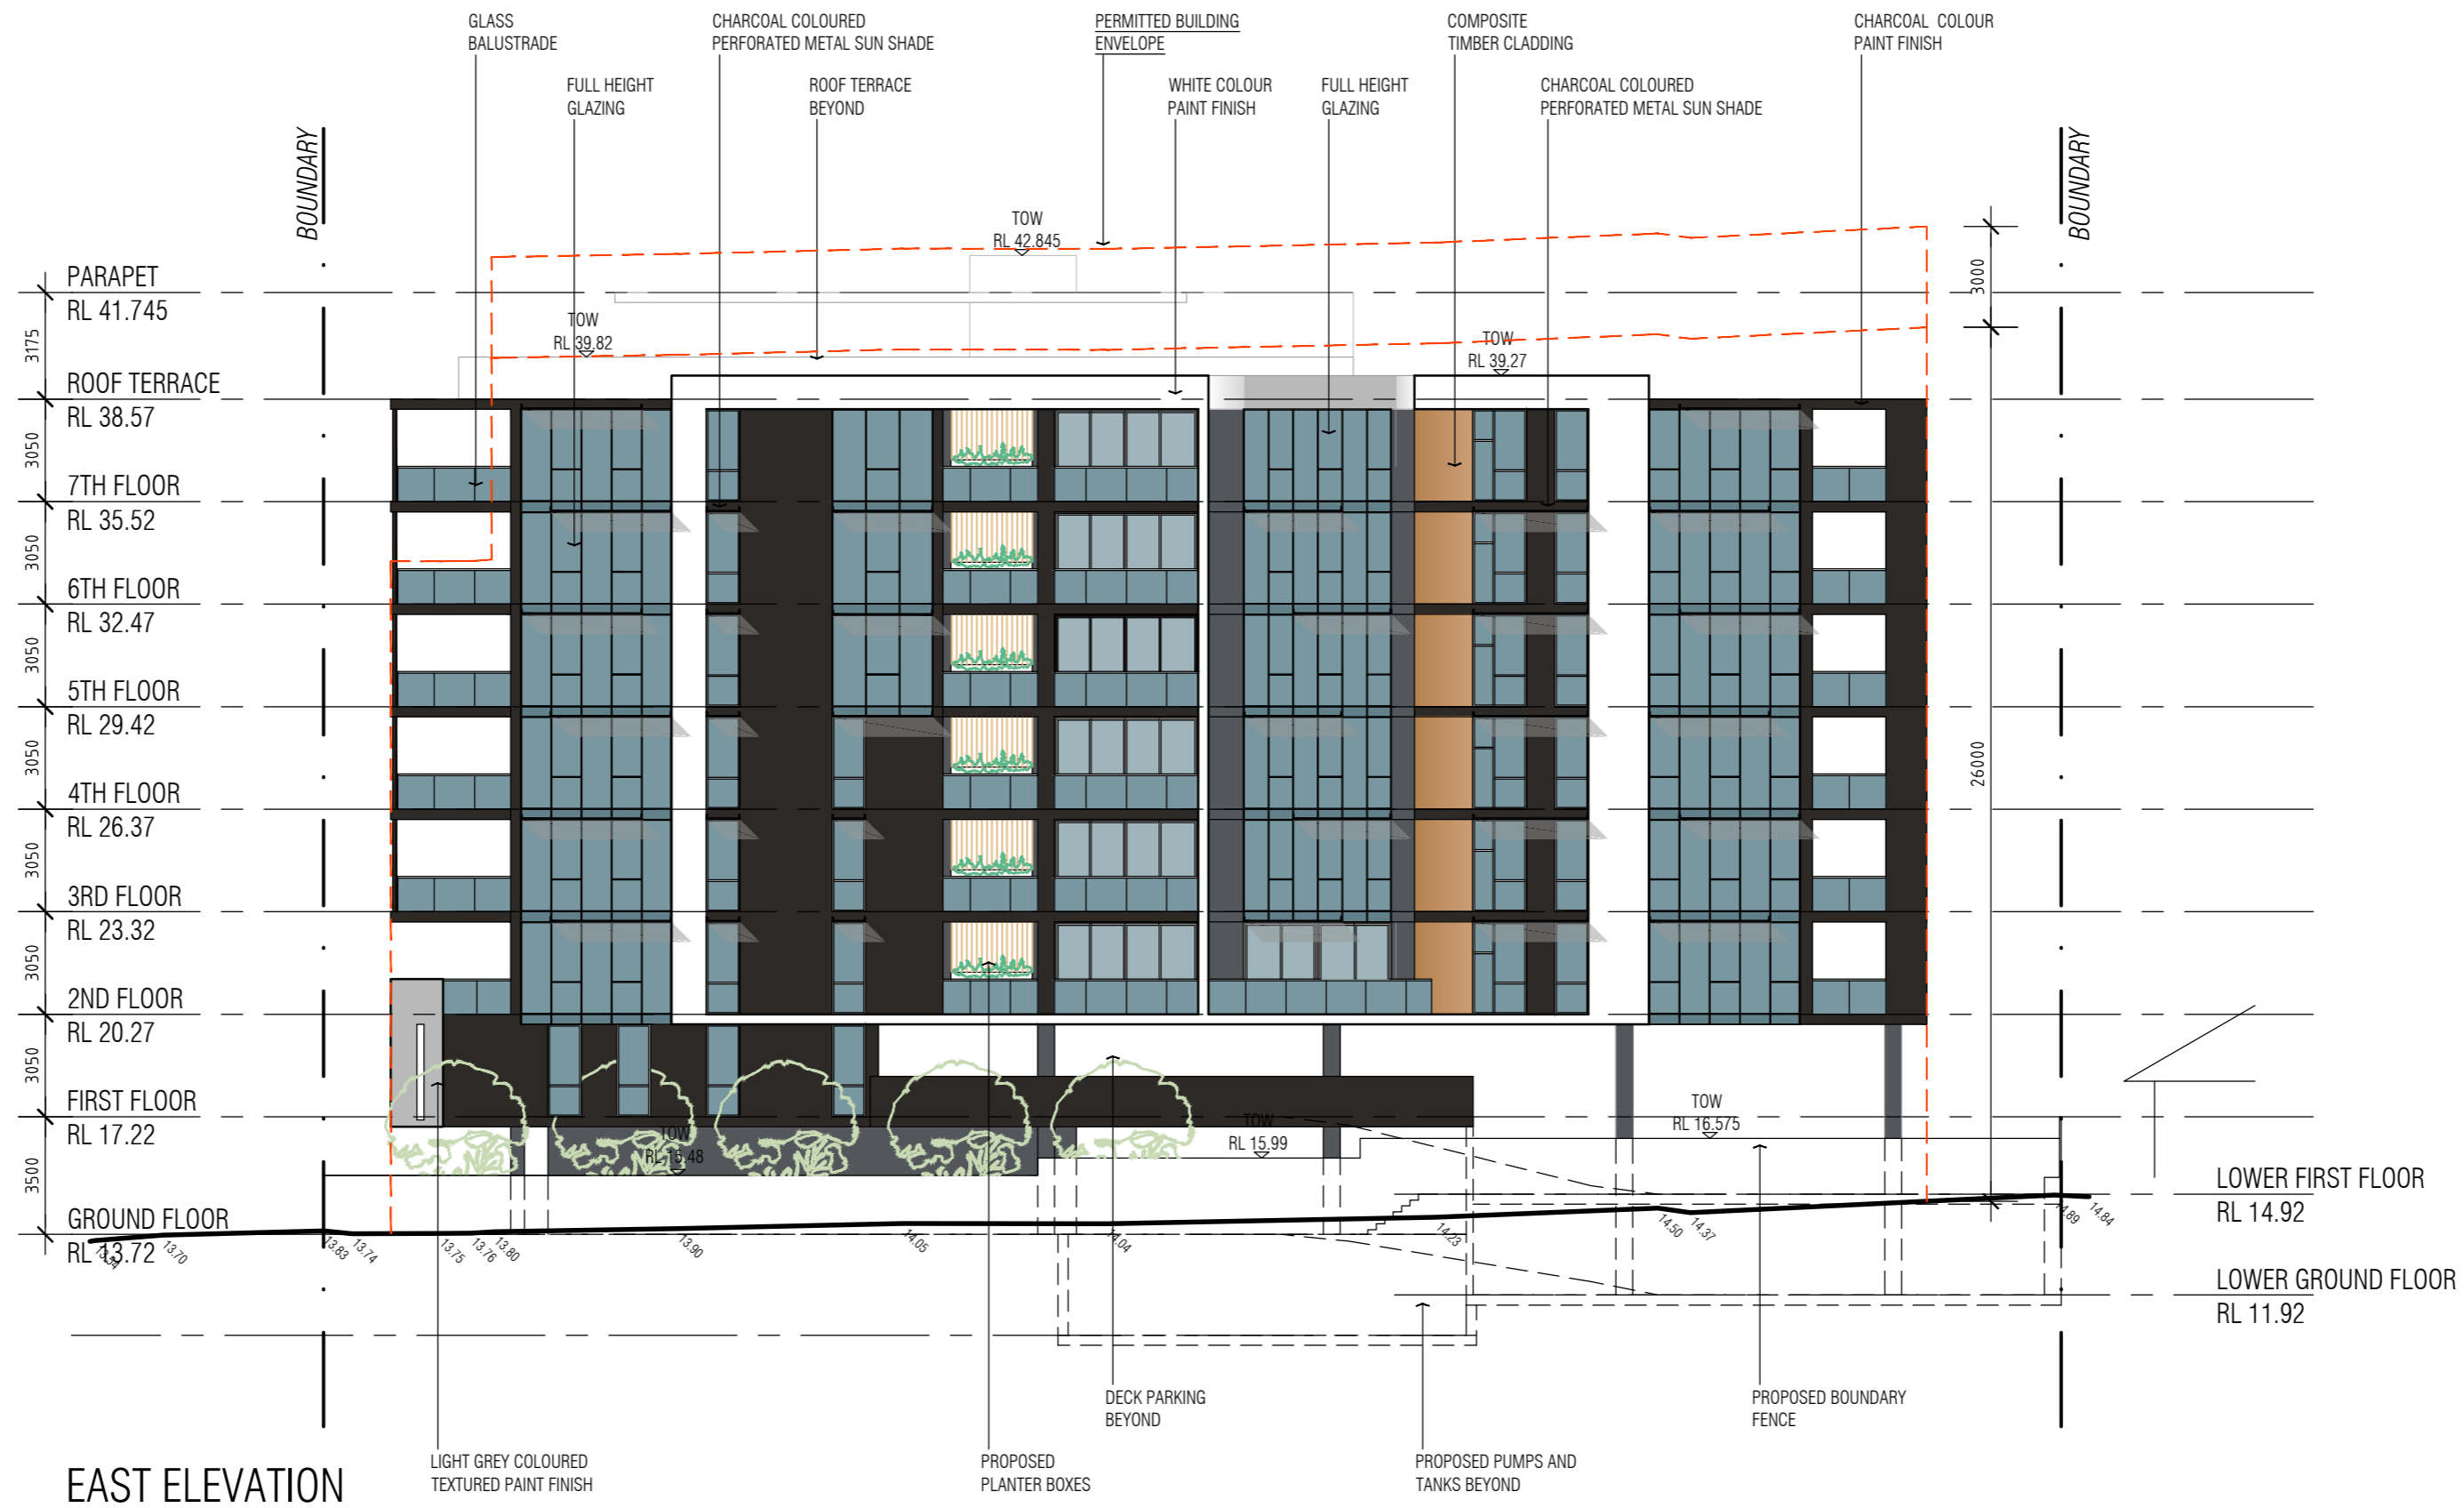 GLASS
BALUSTRADE
CHARCOAL COLOURED
PERFORATED METAL SUN SHADE
PERMITTED BUILDING
ENVELOPE
COMPOSITE
TIMBER CLADDING
CHARCOAL COLOUR
PAINT FINISH
FULL HEIGHT
GLAZING
ROOF TERRACE
BEYOND
WHITE COLOUR
PAINT FINISH
FULL HEIGHT
GLAZING
CHARCOAL COLOURED
PERFORATED METAL SUN SHADE
BOUNDARY
BOUNDARY
TOW
RL 42.845
3000
PARAPET
RL 41.745
TOW
RL 39.82
TOW
RL 39.27
3175
ROOF TERRACE
RL 38.57
3050
7TH FLOOR
RL 35.52
3050
6TH FLOOR
RL 32.47
3050
5TH FLOOR
RL 29.42
3050
26000
4TH FLOOR
RL 26.37
3050
3RD FLOOR
RL 23.32
3050
2ND FLOOR
RL 20.27
3050
FIRST FLOOR
RL 17.22
TOW
RL 15.48
TOW
RL 15.99
TOW
RL 16.575
3500
GROUND FLOOR
RL 13.72
LOWER FIRST FLOOR
RL 14.92
13.54
13.70
13.83
13.74
13.75
13.76
13.80
13.90
14.05
14.04
14.23
14.50
14.37
14.89
14.84
LOWER GROUND FLOOR
RL 11.92
DECK PARKING
BEYOND
PROPOSED BOUNDARY
FENCE
LIGHT GREY COLOURED
TEXTURED PAINT FINISH
PROPOSED
PLANTER BOXES
PROPOSED PUMPS AND
TANKS BEYOND
EAST ELEVATION